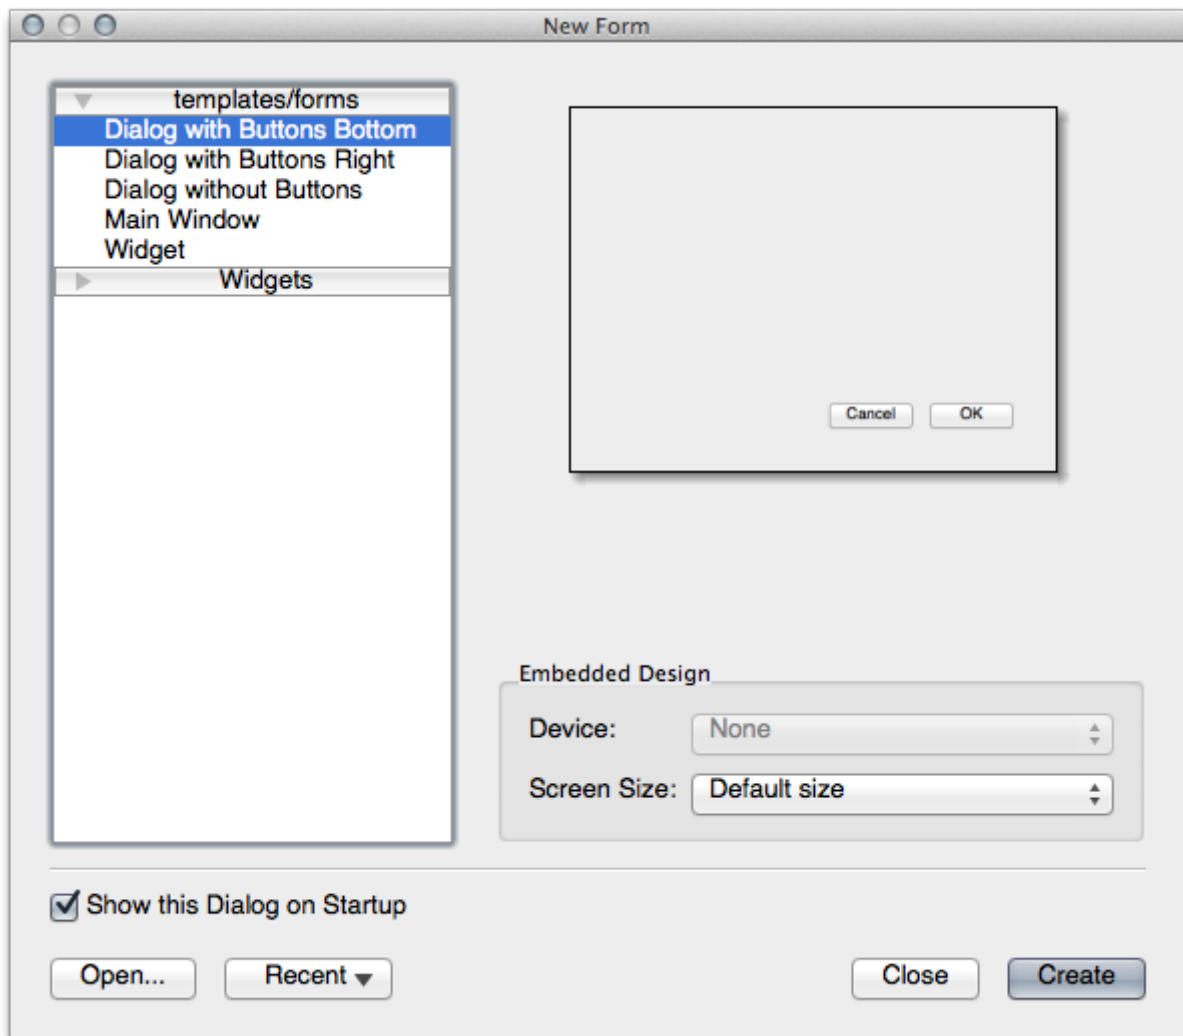 New Form
templates/forms
Dialog with Buttons Bottom
Dialog with Buttons Right
Dialog without Buttons
Main Window
Widget
Widgets
Cancel
OK
Embedded Design
Device:
None
Screen Size:
Default size
Show this Dialog on Startup
Open...
Recent
Close
Create